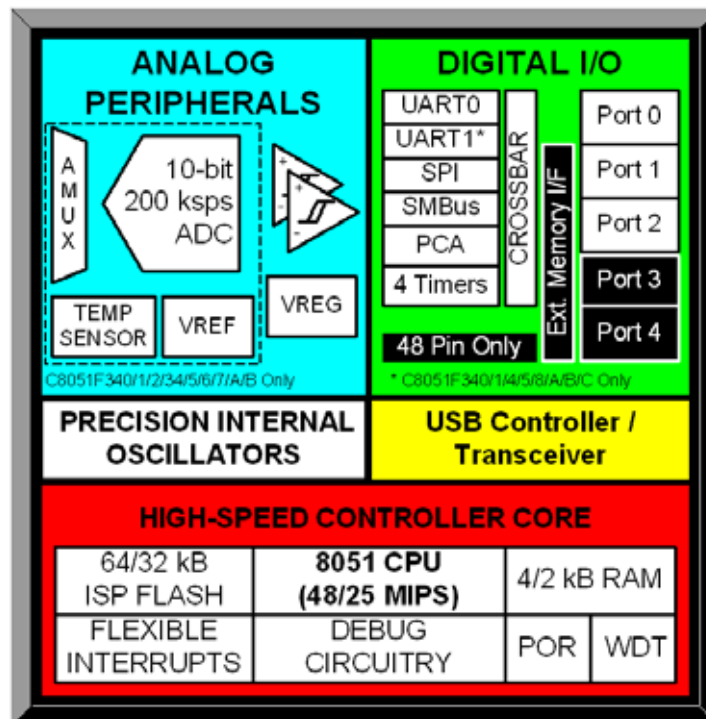 ANALOG
PERIPHERALS
A
M
U
X
10-bit
200 ksps
ADC
+
-
+
-
TEMP
SENSOR
VREF
VREG
C8051F340/1/2/34/5/6/7/A/B Only
DIGITAL I/O
UART0
UART1*
SPI
SMBus
PCA
4 Timers
CROSSBAR
Ext. Memory I/F
Port 0
Port 1
Port 2
Port 3
Port 4
48 Pin Only
* C8051F340/1/4/5/8/A/B/C Only
PRECISION INTERNAL
OSCILLATORS
USB Controller /
Transceiver
HIGH-SPEED CONTROLLER CORE
64/32 kB
ISP FLASH
8051 CPU
(48/25 MIPS)
4/2 kB RAM
FLEXIBLE
INTERRUPTS
DEBUG
CIRCUITRY
POR
WDT